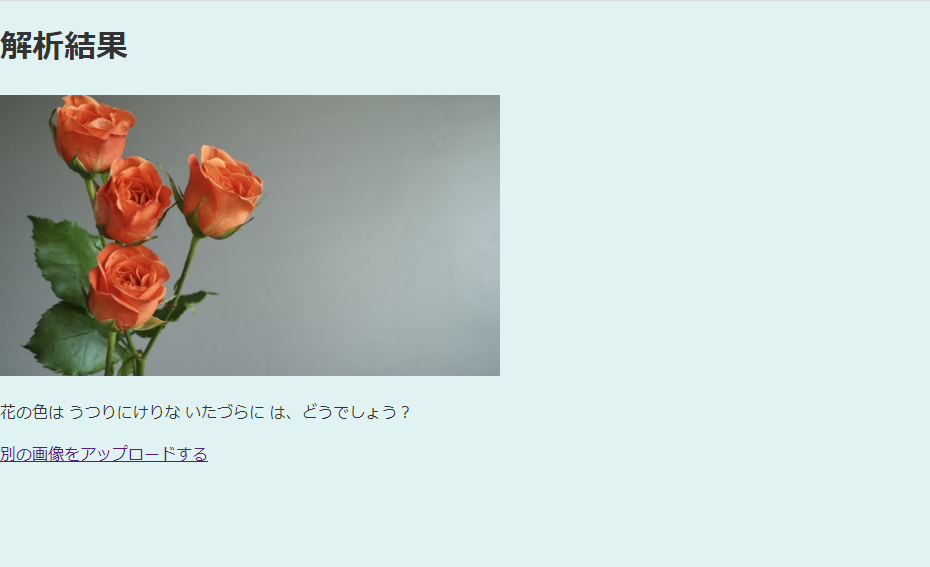 解析結果
花の色は うつりにけりな いたづらに は、どうでしょう？
別の画像をアップロードする